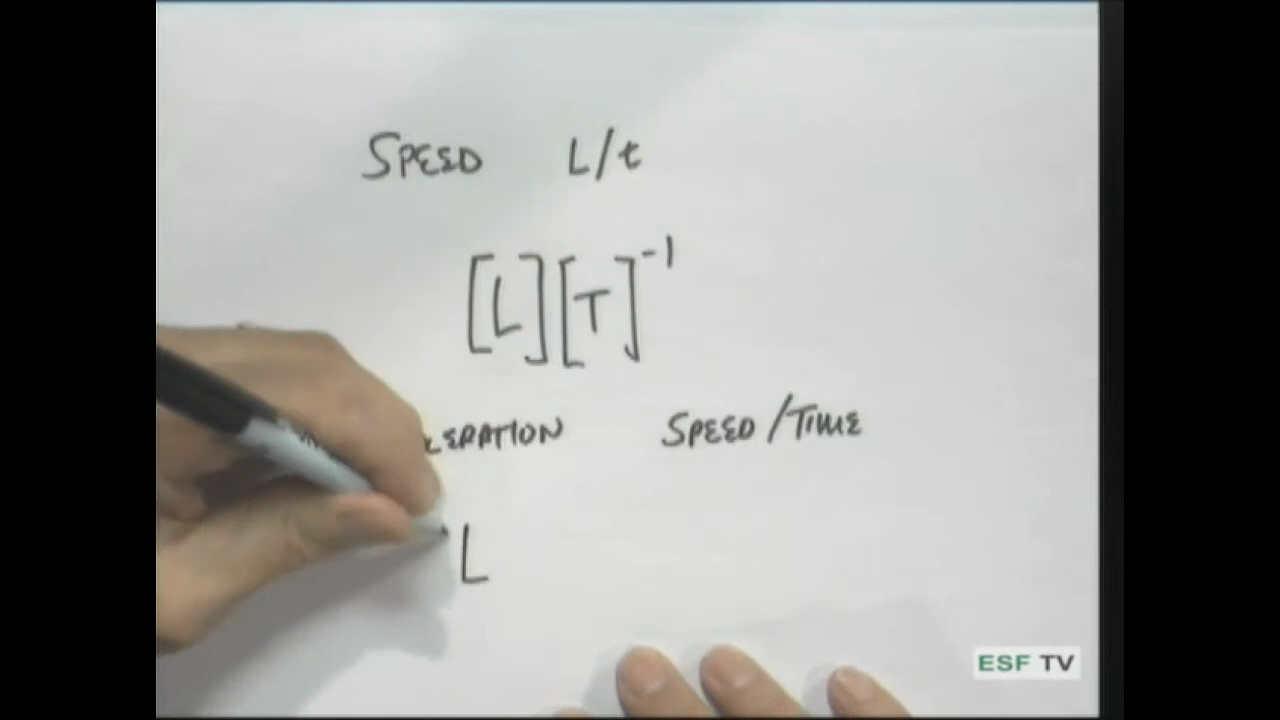 SPEED L/t
[L][T]⁻¹
SPEED/TIME
L
ESF TV